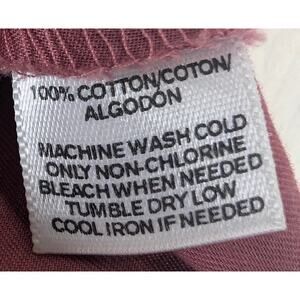 100% COTTON/COTON/
ALGODÓN
MACHINE WASH COLD
ONLY NON-CHLORINE
BLEACH WHEN NEEDED
TUMBLE DRY LOW
COOL IRON IF NEEDED